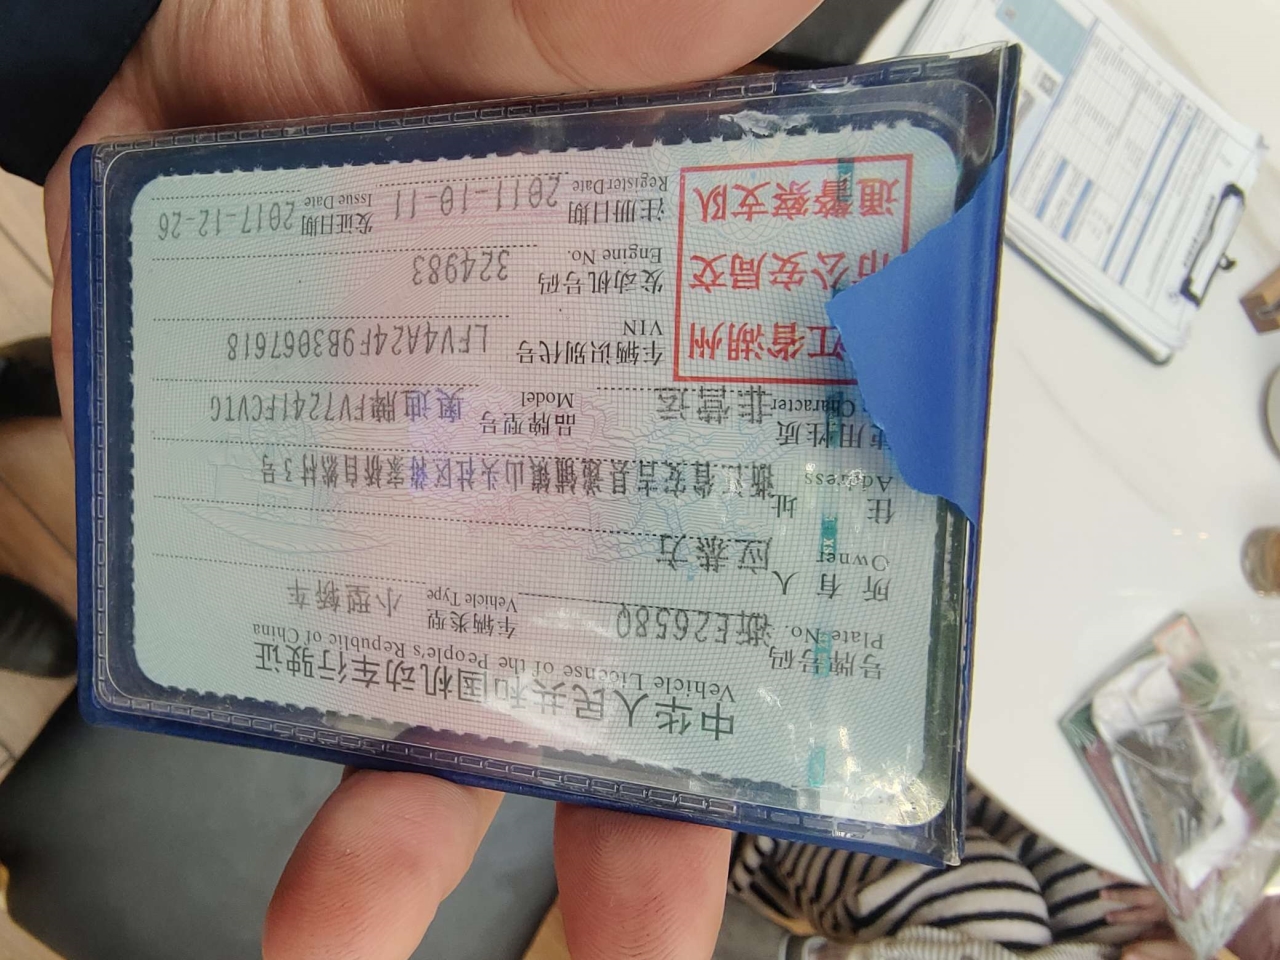 中华人民共和国机动车行驶证
Vehicle License of the People's Republic of China
号牌号码 浙E2658Q 车辆类型 小型轿车
Plate No. Vehicle Type
所有人 应恭方
Owner
住址 浙江省安吉县递铺镇山头社区蒋家桥自然村3号
Address
使用性质 非营运 品牌型号 奥迪牌FV7241FCVTG
Character Model
江省湖州 车辆识别代号 LFV4A24F9B3067618
VIN
市公安局交 发动机号码 324983
Engine No.
通警察支队 注册日期 2011-10-11 发证日期 2017-12-26
Register Date Issue Date